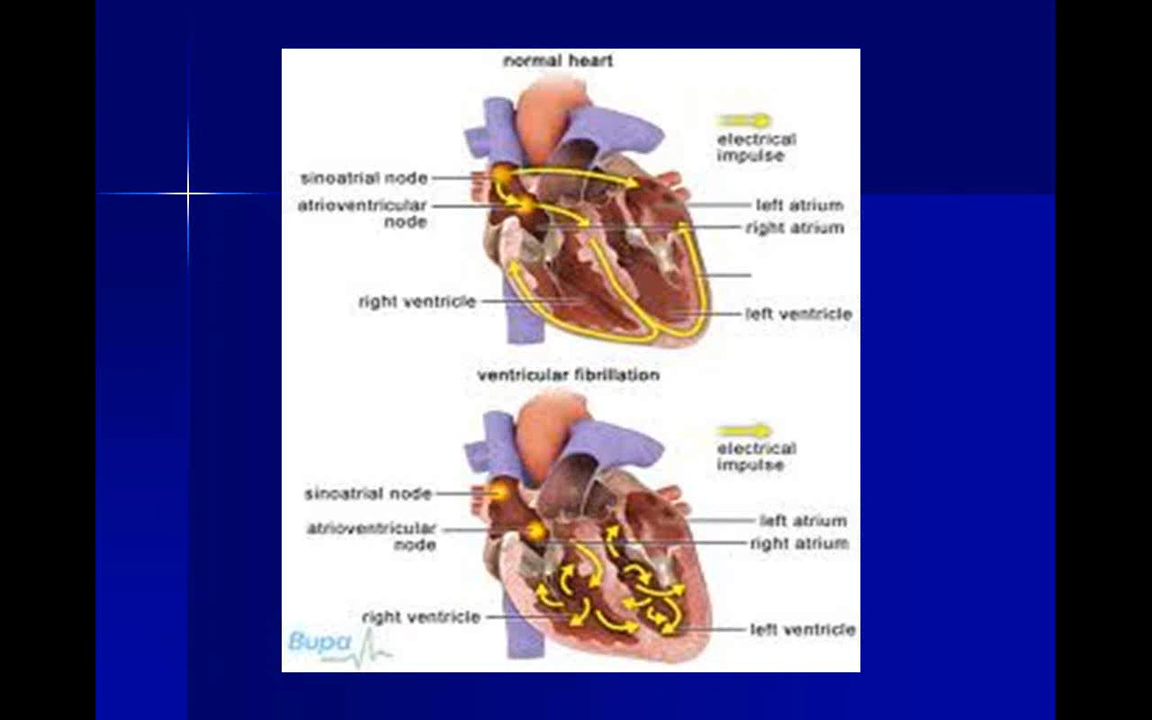 normal heart
electrical
impulse
sinoatrial node
atrioventricular
node
left atrium
right atrium
right ventricle
left ventricle
ventricular fibrillation
electrical
impulse
sinoatrial node
atrioventricular
node
left atrium
right atrium
right ventricle
left ventricle
Bupa